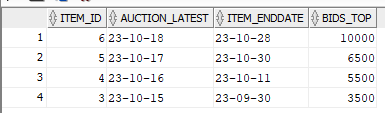 ITEM_ID AUCTION_LATEST ITEM_ENDDATE BIDS_TOP
1 6 23-10-18 23-10-28 10000
2 5 23-10-17 23-10-30 6500
3 4 23-10-16 23-10-11 5500
4 3 23-10-15 23-09-30 3500